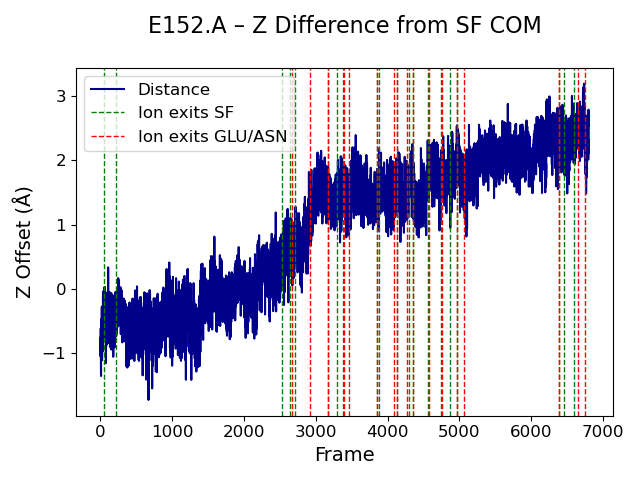 E152.A – Z Difference from SF COM
Distance
Ion exits SF
Ion exits GLU/ASN
Z Offset (Å)
3
2
1
0
−1
0 1000 2000 3000 4000 5000 6000 7000
Frame